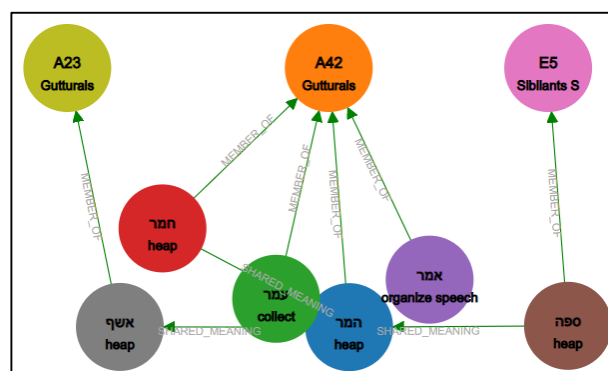 A23
Gutturals
A42
Gutturals
E5
Sibilants S
MEMBER_OF
MEMBER_OF
MEMBER_OF
MEMBER_OF
MEMBER_OF
MEMBER_OF
חמר
heap
אמר
organize speech
עמר
collect
SHARED_MEANING
אשף
heap
SHARED_MEANING
המר
heap
SHARED_MEANING
ספה
heap